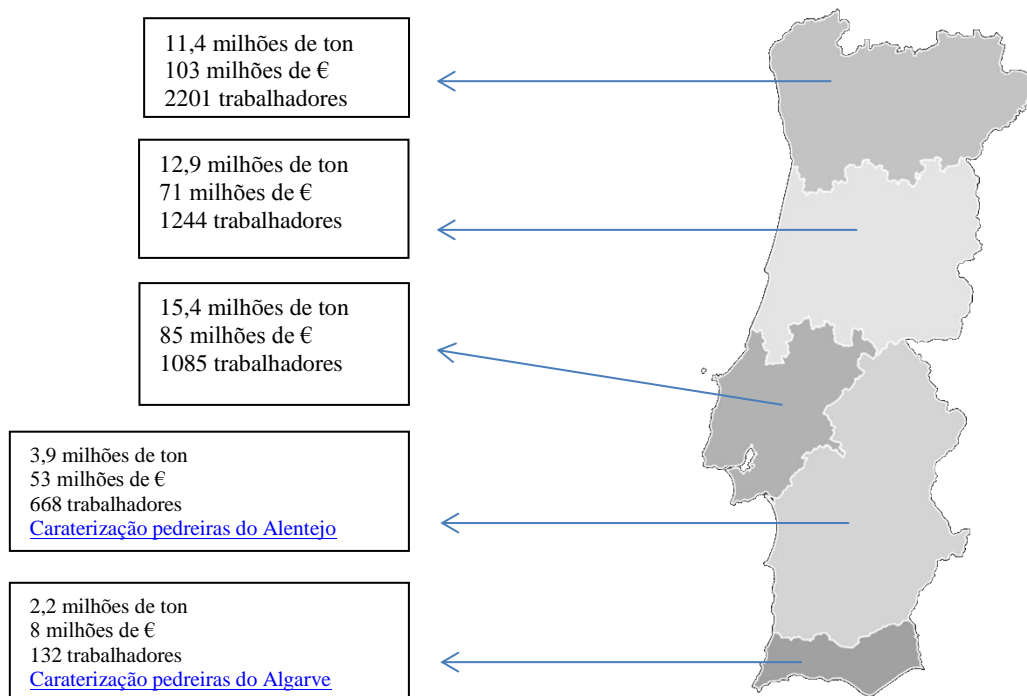 11,4 milhões de ton
103 milhões de €
2201 trabalhadores
12,9 milhões de ton
71 milhões de €
1244 trabalhadores
15,4 milhões de ton
85 milhões de €
1085 trabalhadores
3,9 milhões de ton
53 milhões de €
668 trabalhadores
Caraterização pedreiras do Alentejo
2,2 milhões de ton
8 milhões de €
132 trabalhadores
Caraterização pedreiras do Algarve